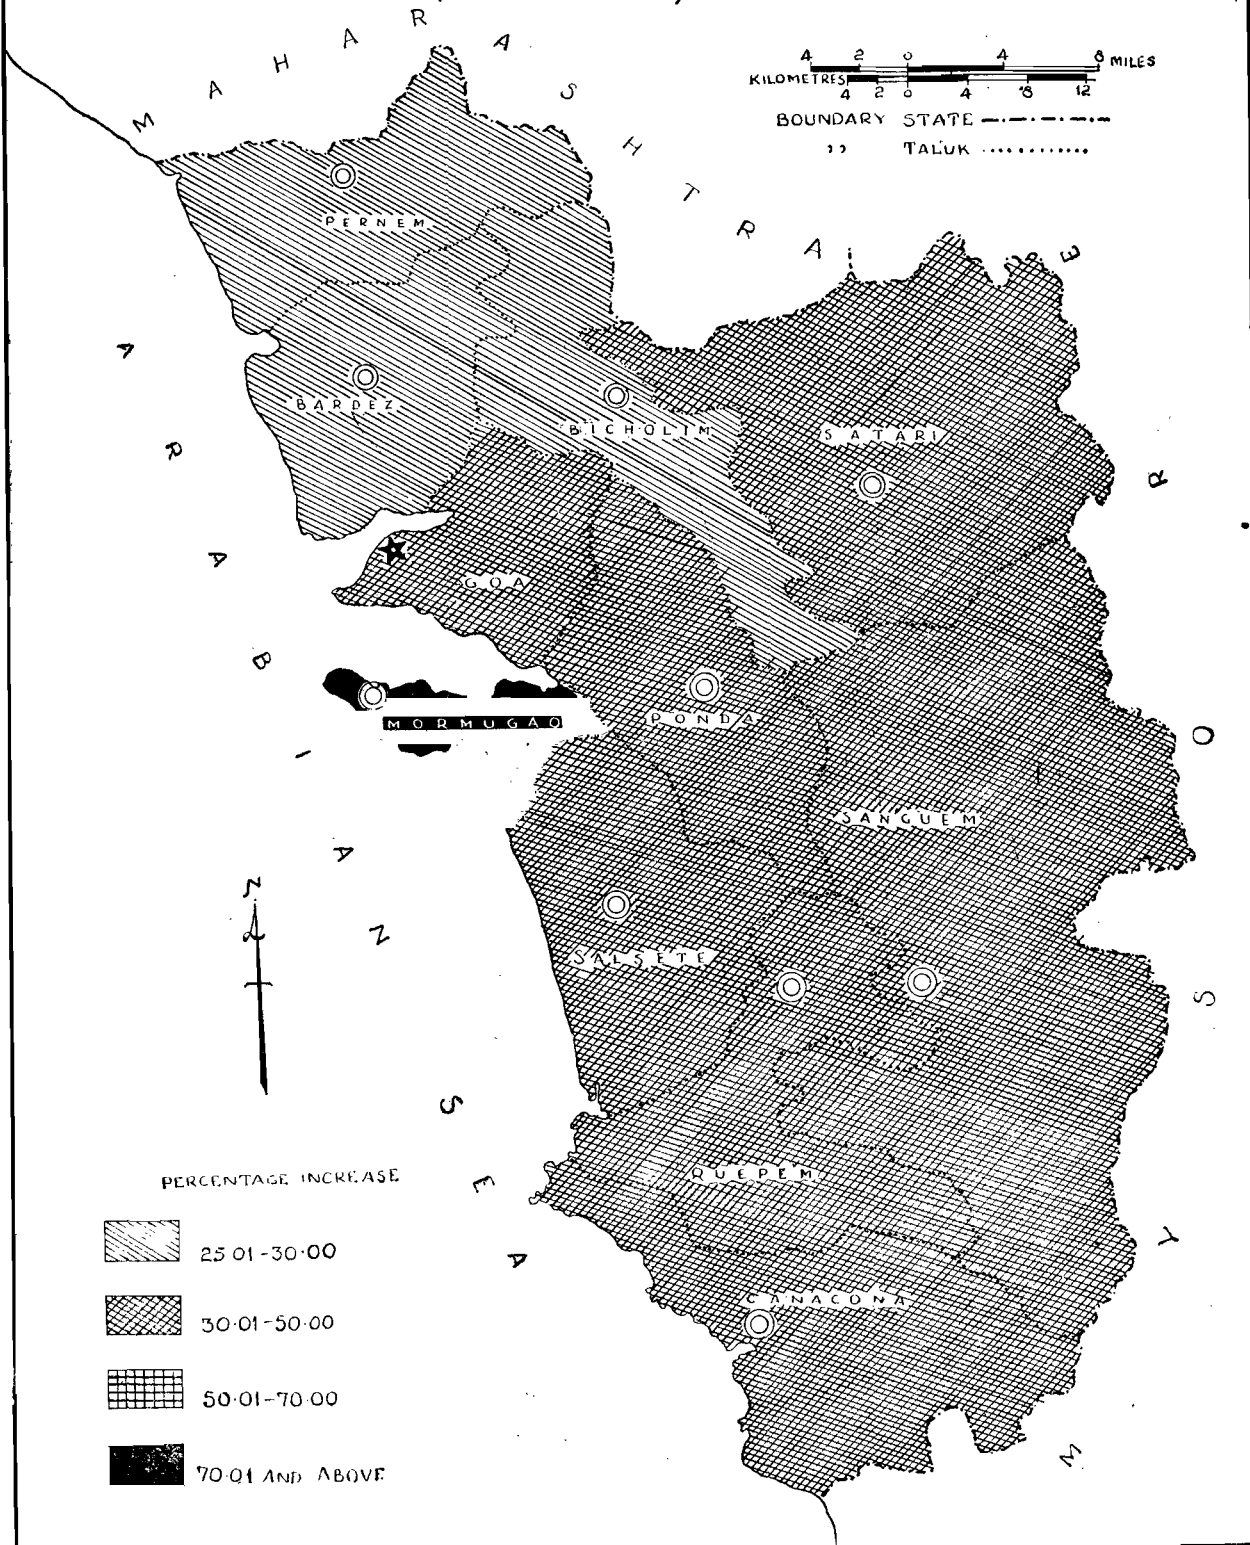 MAHARASHTRA
4 2 0 4 8 MILES
KILOMETRES
4 2 0 4 8 12
BOUNDARY STATE
,, TALUK
PERNEM
BARDEZ
BICHOLIM
SATARI
GOA
MORMUGAO
PONDA
SANGUEM
SALSETE
QUEPEM
CANACONA
ARABIAN SEA
MYSORE
N
PERCENTAGE INCREASE
25.01-30.00
30.01-50.00
50.01-70.00
70.01 AND ABOVE